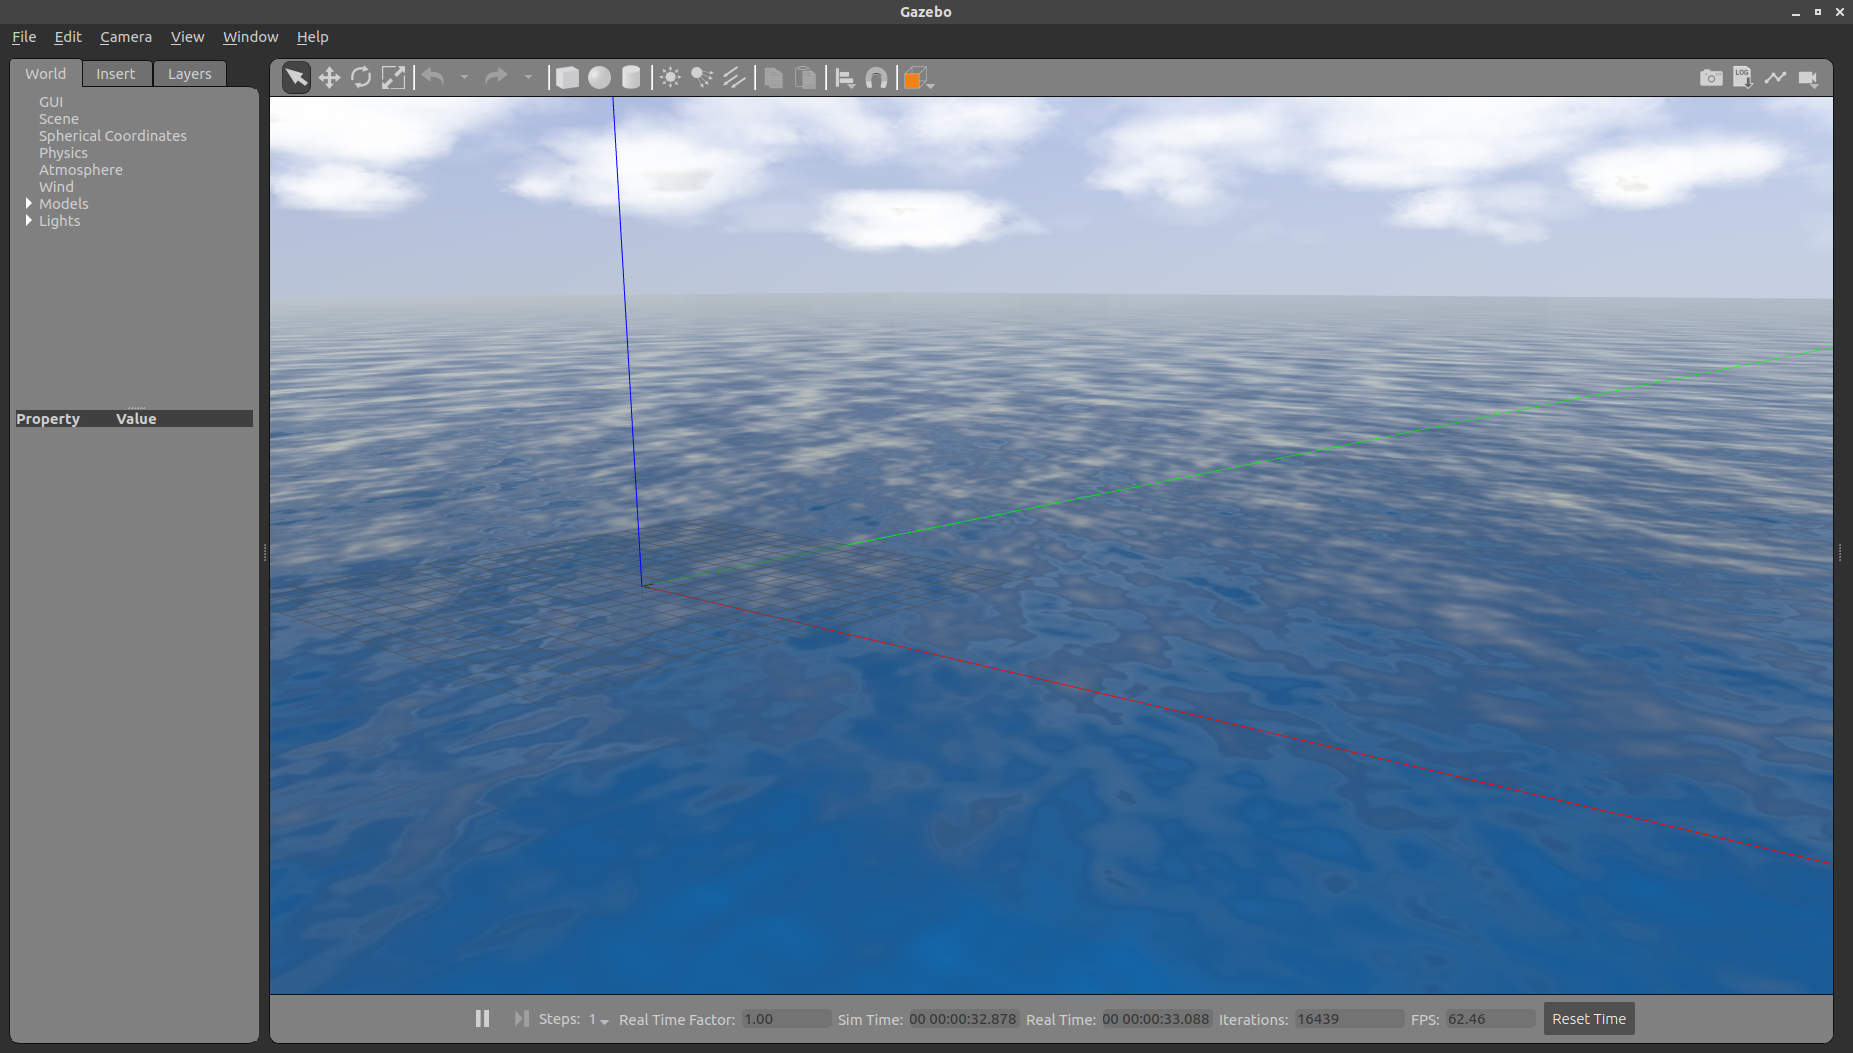 Gazebo
File Edit Camera View Window Help
World Insert Layers
LOG
GUI
Scene
Spherical Coordinates
Physics
Atmosphere
Wind
Models
Lights
Property Value
Steps: 1 Real Time Factor: 1.00 Sim Time: 00 00:00:32.878 Real Time: 00 00:00:33.088 Iterations: 16439 FPS: 62.46 Reset Time